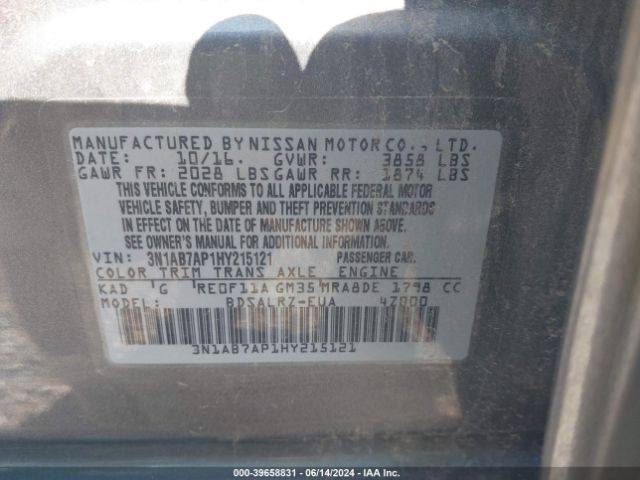 MANUFACTURED BY NISSAN MOTOR CO., LTD.
DATE: 10/16. GVWR: 3858 LBS
GAWR FR: 2028 LBS GAWR RR: 1874 LBS
THIS VEHICLE CONFORMS TO ALL APPLICABLE FEDERAL MOTOR
VEHICLE SAFETY, BUMPER AND THEFT PREVENTION STANDARDS
IN EFFECT ON THE DATE OF MANUFACTURE SHOWN ABOVE.
SEE OWNER'S MANUAL FOR ADDITIONAL INFORMATION.
VIN: 3N1AB7AP1HY215121 PASSENGER CAR.
COLOR TRIM TRANS AXLE ENGINE
KAD G RE0F11A GM35 MRA8DE 1798 CC
MODEL: BDSALRZ-EUA 47000
3N1AB7AP1HY215121
000-39658831 - 06/14/2024 - IAA Inc.